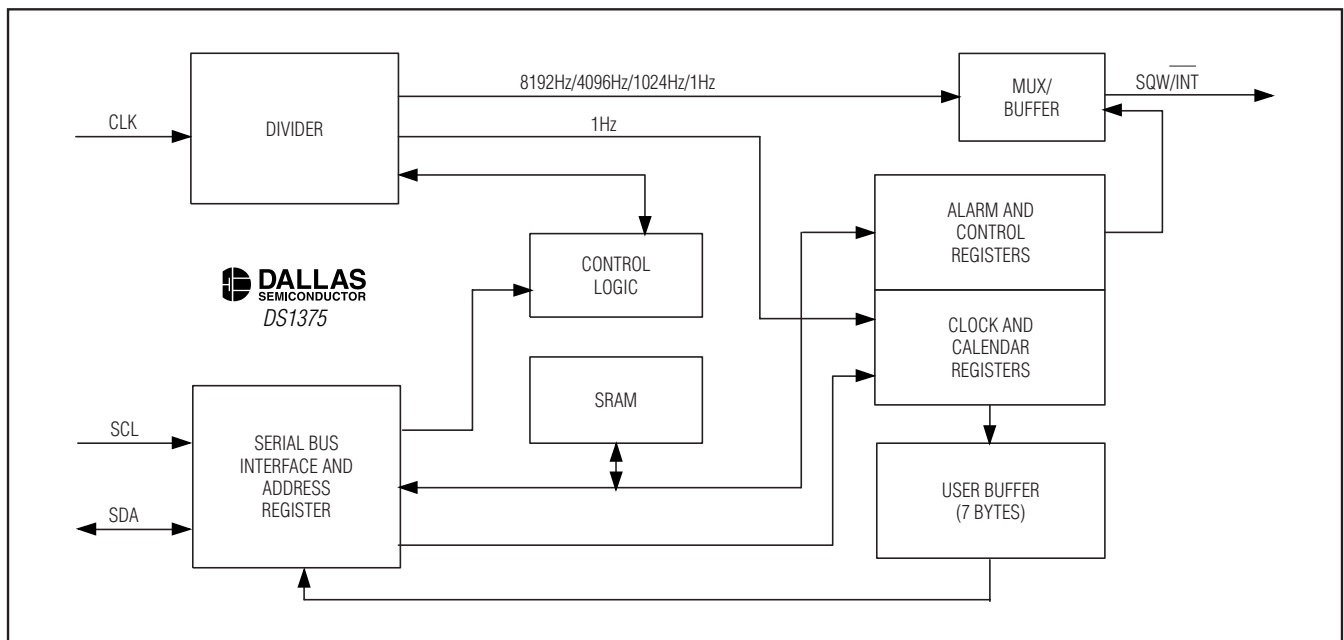 8192Hz/4096Hz/1024Hz/1Hz
MUX/
BUFFER
SQW/INT
CLK
DIVIDER
1Hz
ALARM AND
CONTROL
REGISTERS
CONTROL
LOGIC
DALLAS
SEMICONDUCTOR
DS1375
CLOCK AND
CALENDAR
REGISTERS
SRAM
SCL
SERIAL BUS
INTERFACE AND
ADDRESS
REGISTER
SDA
USER BUFFER
(7 BYTES)